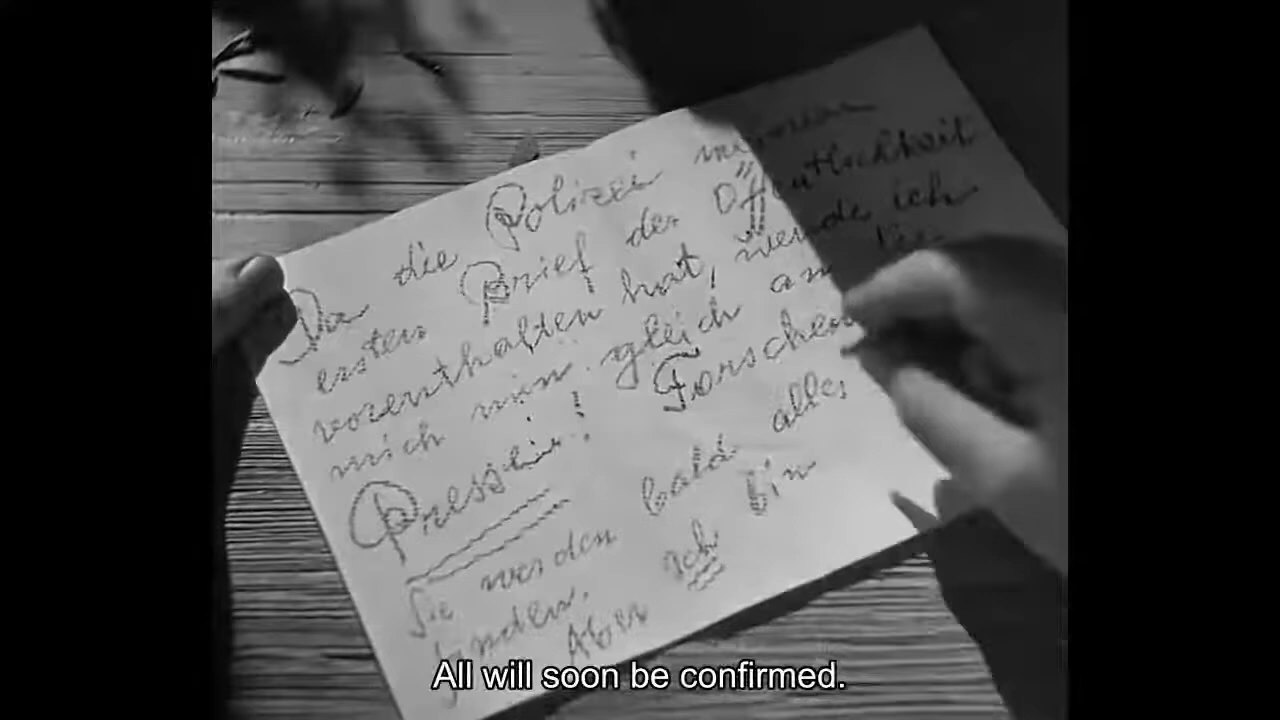 Da die Polizei meinen
ersten Brief der Öffentlichkeit
vorenthalten hat, wende ich
mich nun gleich an
Presse! Forschen
Sie werden bald alles
finden. Aber ich bin
All will soon be confirmed.